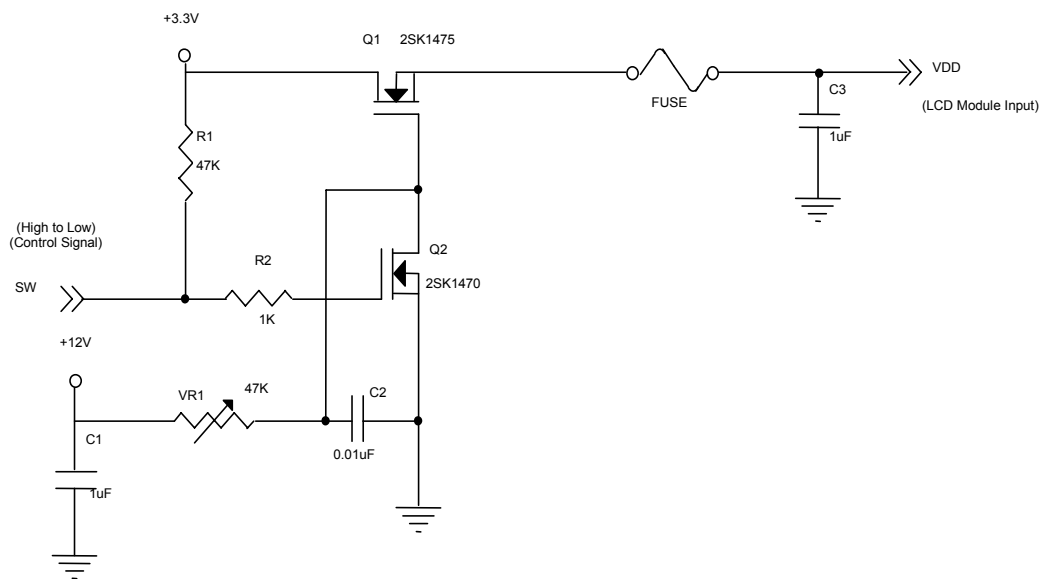 +3.3V
Q1 2SK1475
VDD
C3
FUSE
(LCD Module Input)
R1
1uF
47K
(High to Low)
(Control Signal)
Q2
R2
SW
2SK1470
1K
+12V
VR1
47K
C2
C1
0.01uF
1uF